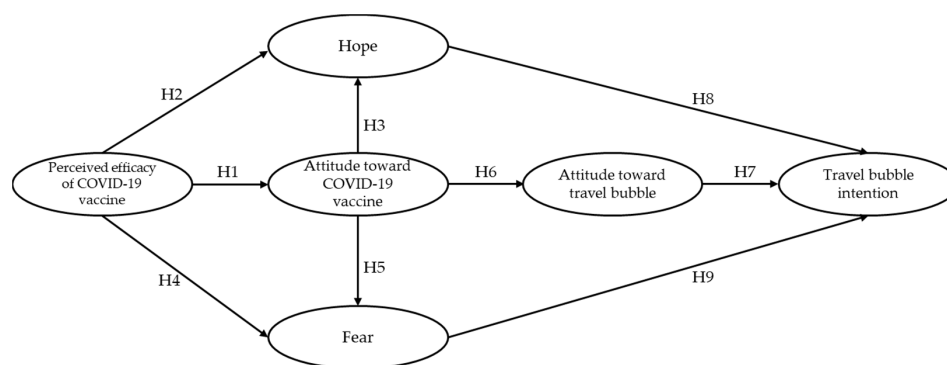 Hope
H2
H8
H3
Perceived efficacy
of COVID-19
vaccine
H1
Attitude toward
COVID-19
vaccine
H6
Attitude toward
travel bubble
H7
Travel bubble
intention
H4
H5
H9
Fear